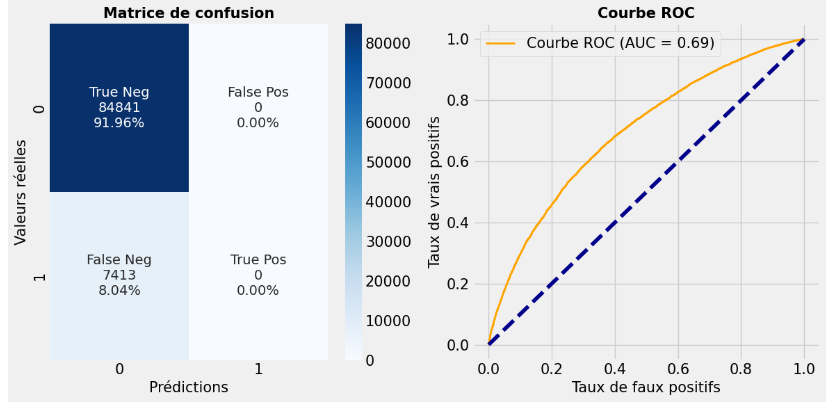 Matrice de confusion
Valeurs réelles
0
1
True Neg
84841
91.96%
False Pos
0
0.00%
False Neg
7413
8.04%
True Pos
0
0.00%
0
1
Prédictions
80000
70000
60000
50000
40000
30000
20000
10000
0
Courbe ROC
Courbe ROC (AUC = 0.69)
Taux de vrais positifs
1.0
0.8
0.6
0.4
0.2
0.0
0.0 0.2 0.4 0.6 0.8 1.0
Taux de faux positifs